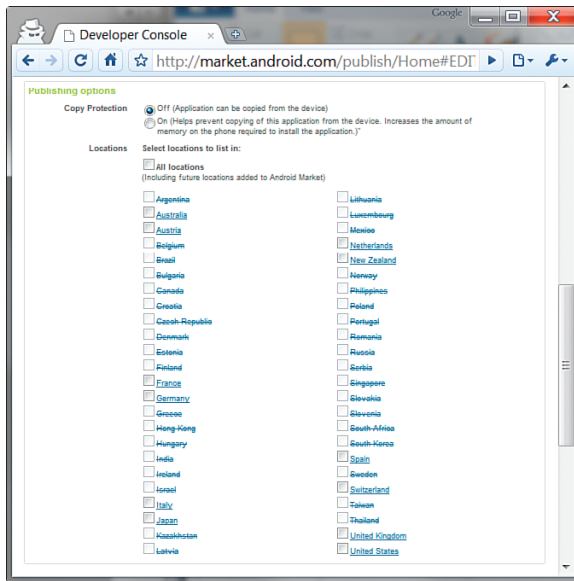 Google
Developer Console
http://market.android.com/publish/Home#EDIT
Publishing options
Copy Protection
Off (Application can be copied from the device)
On (Helps prevent copying of this application from the device. Increases the amount of
memory on the phone required to install the application.)"
Locations
Select locations to list in:
All locations
(Including future locations added to Android Market)
Argentina
Australia
Austria
Belgium
Brazil
Bulgaria
Canada
Croatia
Czech Republic
Denmark
Estonia
Finland
France
Germany
Greece
Hong Kong
Hungary
India
Ireland
Israel
Italy
Japan
Kazakhstan
Latvia
Lithuania
Luxembourg
Mexico
Netherlands
New Zealand
Norway
Philippines
Poland
Portugal
Romania
Russia
Serbia
Singapore
Slovakia
Slovenia
South Africa
South Korea
Spain
Sweden
Switzerland
Taiwan
Thailand
United Kingdom
United States